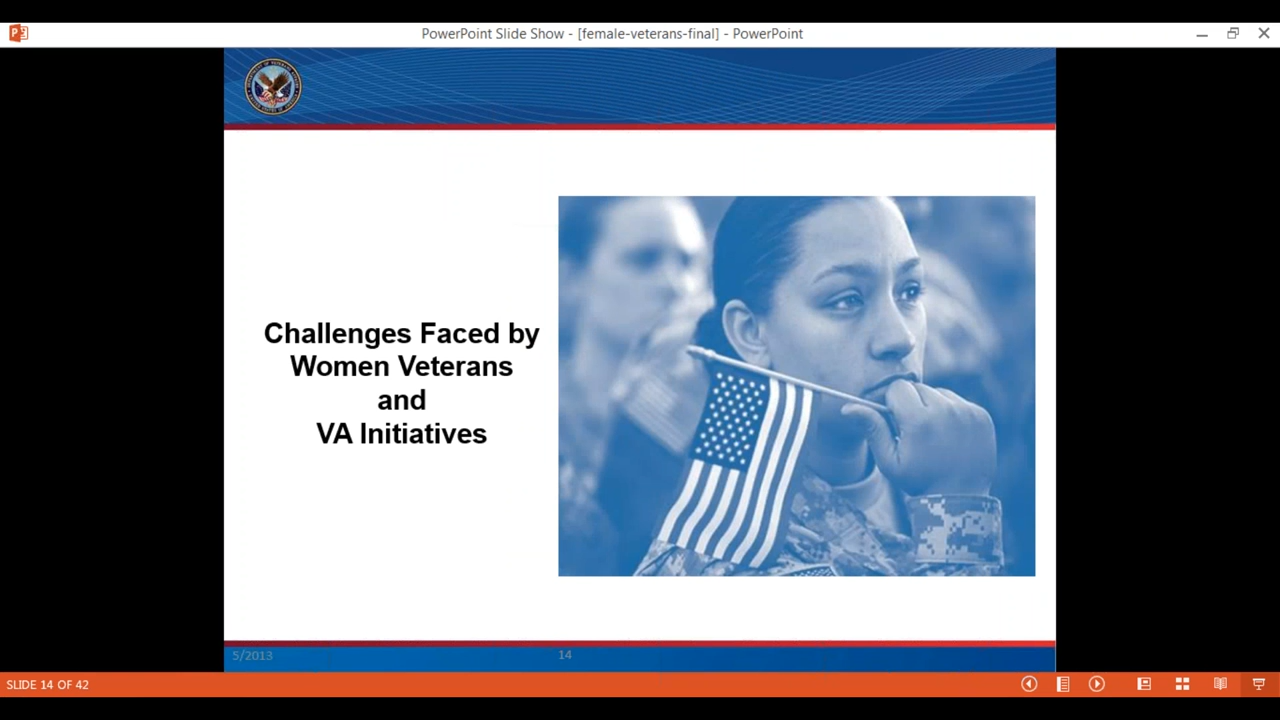 PowerPoint Slide Show - [female-veterans-final] - PowerPoint
Challenges Faced by
Women Veterans
and
VA Initiatives
5/2013
14
SLIDE 14 OF 42